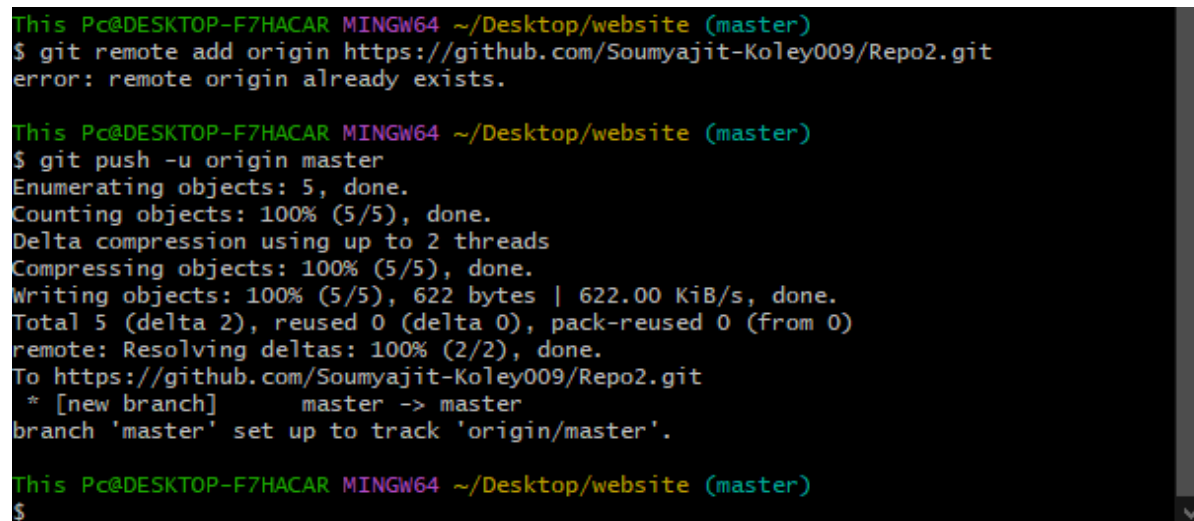 This Pc@DESKTOP-F7HACAR MINGW64 ~/Desktop/website (master)
$ git remote add origin https://github.com/Soumyajit-Koley009/Repo2.git
error: remote origin already exists.
This Pc@DESKTOP-F7HACAR MINGW64 ~/Desktop/website (master)
$ git push -u origin master
Enumerating objects: 5, done.
Counting objects: 100% (5/5), done.
Delta compression using up to 2 threads
Compressing objects: 100% (5/5), done.
Writing objects: 100% (5/5), 622 bytes | 622.00 KiB/s, done.
Total 5 (delta 2), reused 0 (delta 0), pack-reused 0 (from 0)
remote: Resolving deltas: 100% (2/2), done.
To https://github.com/Soumyajit-Koley009/Repo2.git
 * [new branch]      master -> master
branch 'master' set up to track 'origin/master'.
This Pc@DESKTOP-F7HACAR MINGW64 ~/Desktop/website (master)
$